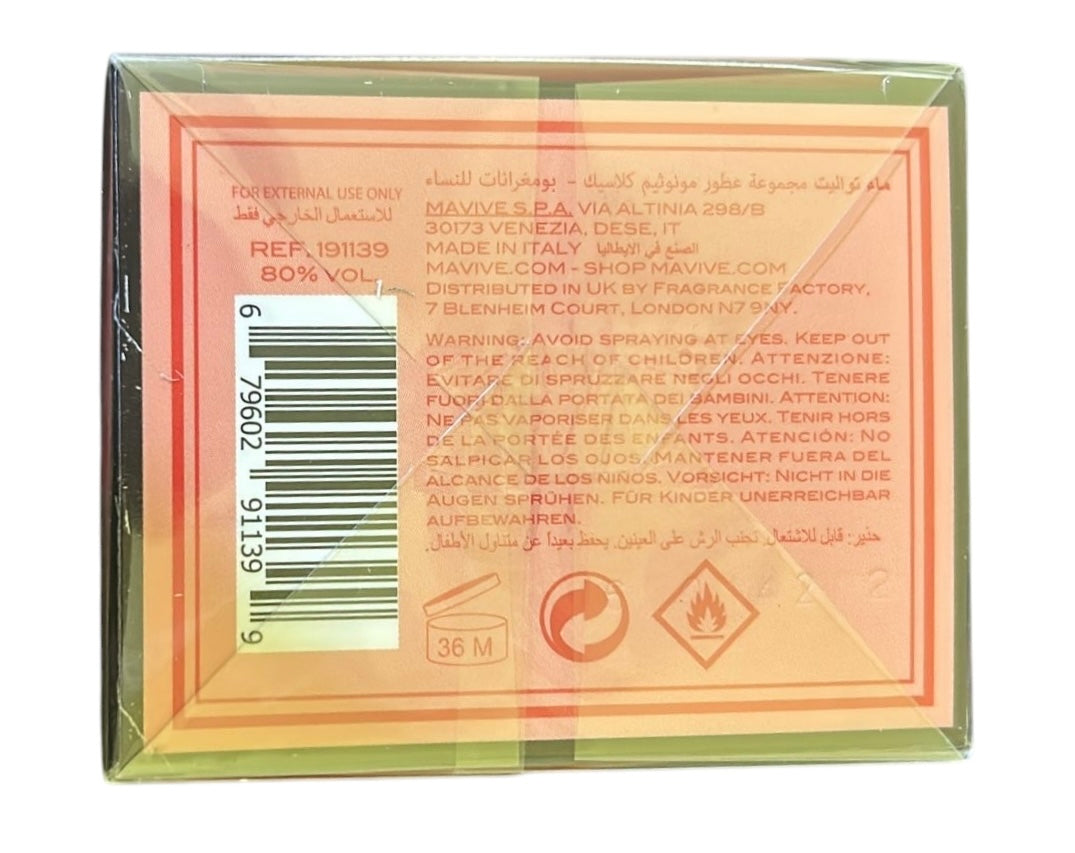 FOR EXTERNAL USE ONLY
للاستعمال الخارجي فقط
REF. 191139
80% VOL.
6 79602 91139 9
ماء تواليت مجموعة عطور مونوثيم كلاسيك - بومغرانات للنساء
MAVIVE S.P.A. VIA ALTINIA 298/B
30173 VENEZIA, DESE, IT
MADE IN ITALY الصنع في الايطاليا
MAVIVE.COM - SHOP MAVIVE.COM
DISTRIBUTED IN UK BY FRAGRANCE FACTORY,
7 BLENHEIM COURT, LONDON N7 9NY.
WARNING: AVOID SPRAYING AT EYES. KEEP OUT
OF THE REACH OF CHILDREN. ATTENZIONE:
EVITARE DI SPRUZZARE NEGLI OCCHI. TENERE
FUORI DALLA PORTATA DEI BAMBINI. ATTENTION:
NE PAS VAPORISER DANS LES YEUX. TENIR HORS
DE LA PORTÉE DES ENFANTS. ATENCIÓN: NO
SALPICAR LOS OJOS. MANTENER FUERA DEL
ALCANCE DE LOS NIÑOS. VORSICHT: NICHT IN DIE
AUGEN SPRÜHEN. FÜR KINDER UNERREICHBAR
AUFBEWAHREN.
حذير: قابل للاشتعال تجنب الرش على العينين. يحفظ بعيداً عن متناول الأطفال.
36 M